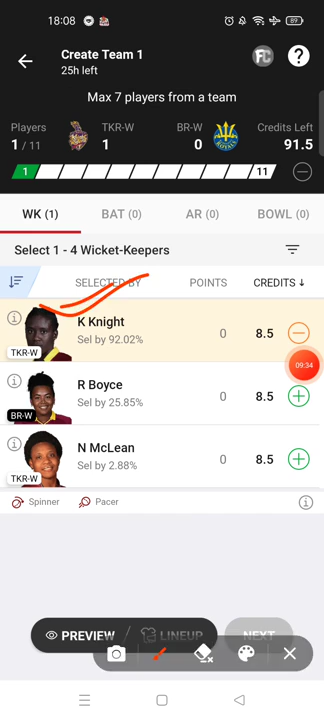 18:08
89
Create Team 1
25h left
FC
?
Max 7 players from a team
Players TKR-W BR-W Credits Left
1 / 11 1 0 91.5
ROYALS
1 11
WK (1) BAT (0) AR (0) BOWL (0)
Select 1 - 4 Wicket-Keepers
SELECTED BY POINTS CREDITS ↓
K Knight
Sel by 92.02% 0 8.5
TKR-W
09:34
R Boyce
Sel by 25.85% 0 8.5
BR-W
N McLean
Sel by 2.88% 0 8.5
TKR-W
Spinner Pacer
PREVIEW / LINEUP NEXT